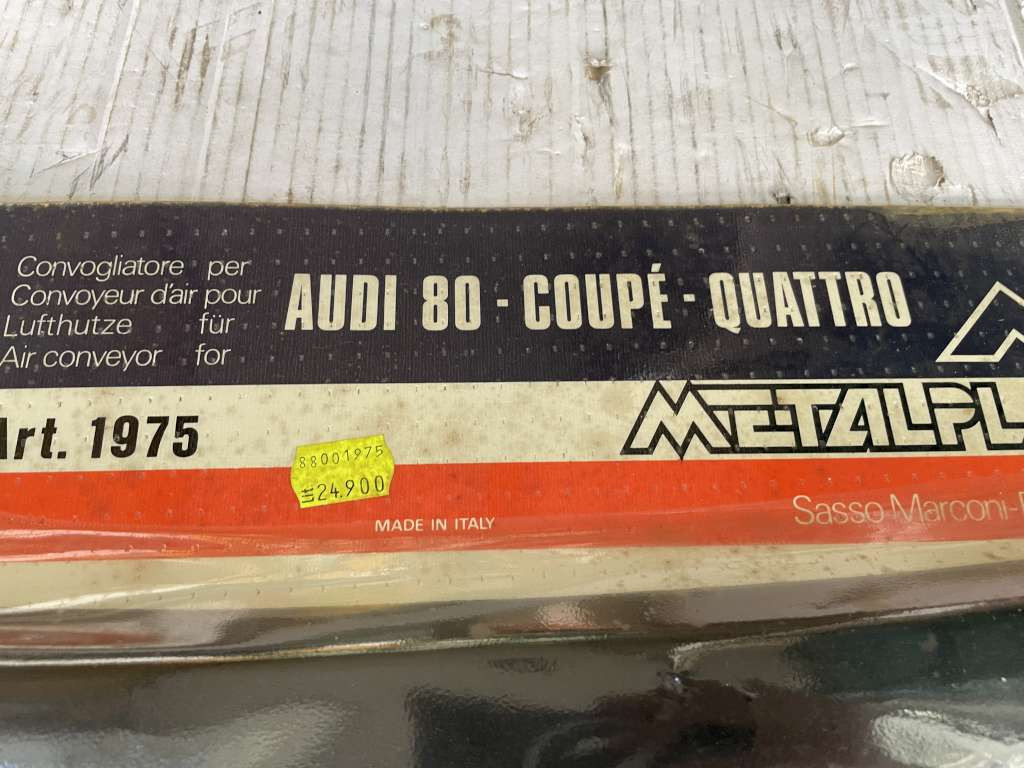 Convogliatore per
Convoyeur d'air pour
Lufthutze für
Air conveyor for
AUDI 80 - COUPÉ - QUATTRO
Art. 1975
METALPL
88001975
Lit 24.900
MADE IN ITALY
Sasso Marconi-